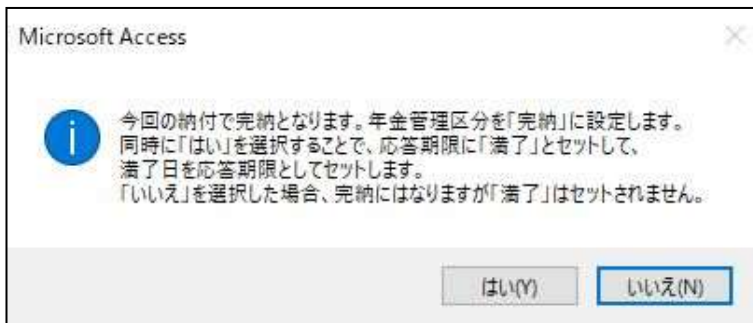 Microsoft Access
今回の納付で完納となります。年金管理区分を「完納」に設定します。
同時に「はい」を選択することで、応答期限に「満了」とセットして、
満了日を応答期限としてセットします。
「いいえ」を選択した場合、完納にはなりますが「満了」はセットされません。
はい(Y)
いいえ(N)